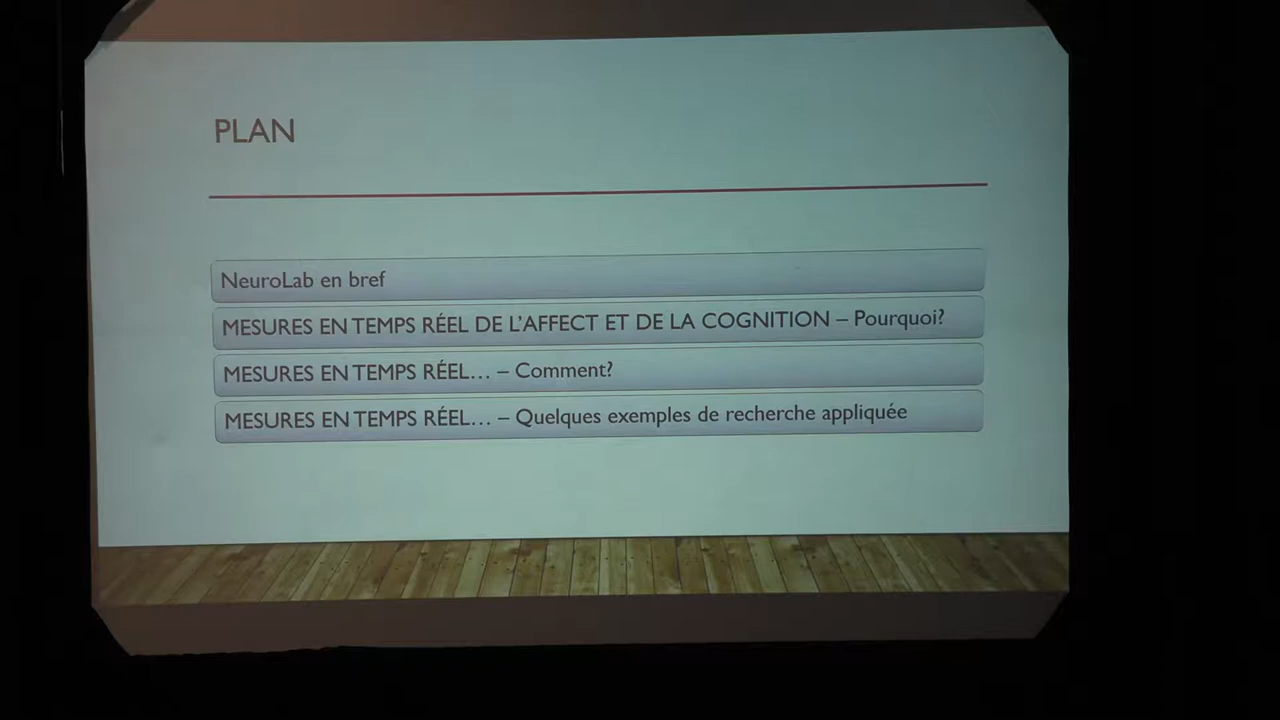 PLAN
NeuroLab en bref
MESURES EN TEMPS RÉEL DE L'AFFECT ET DE LA COGNITION – Pourquoi?
MESURES EN TEMPS RÉEL… – Comment?
MESURES EN TEMPS RÉEL… – Quelques exemples de recherche appliquée